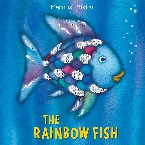 Marcus Pfister
THE
RAINBOW FISH